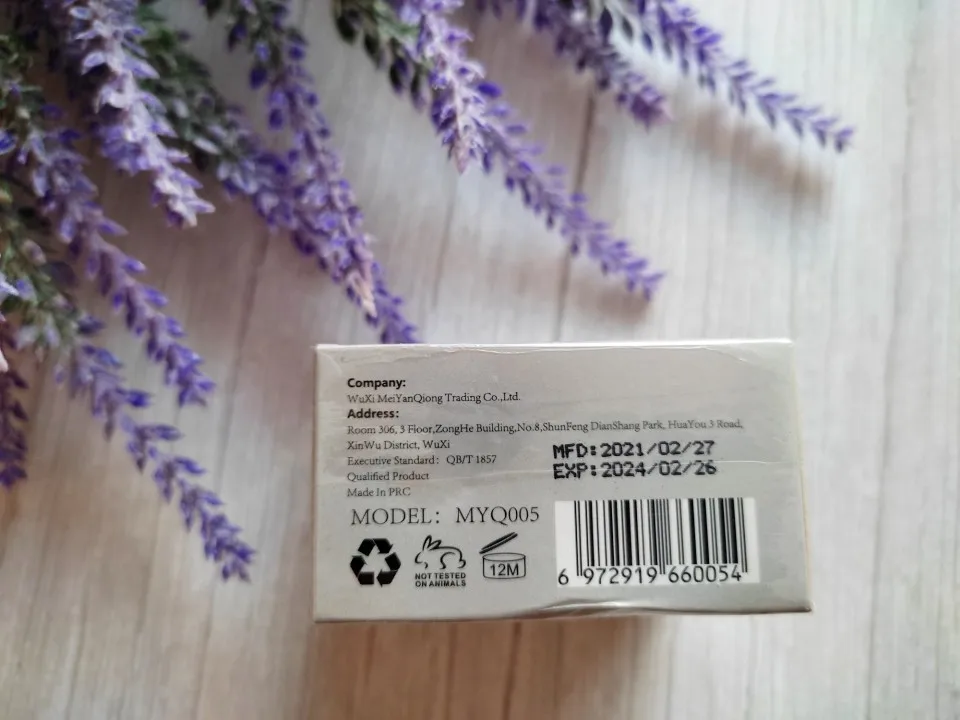 Company:
WuXi MeiYanQiong Trading Co.,Ltd.
Address:
Room 306, 3 Floor,ZongHe Building,No.8,ShunFeng DianShang Park, HuaYou 3 Road,
XinWu District, WuXi
Executive Standard: QB/T 1857
Qualified Product
Made In PRC
MFD:2021/02/27
EXP:2024/02/26
MODEL: MYQ005
NOT TESTED
ON ANIMALS
12M
6 972919 660054